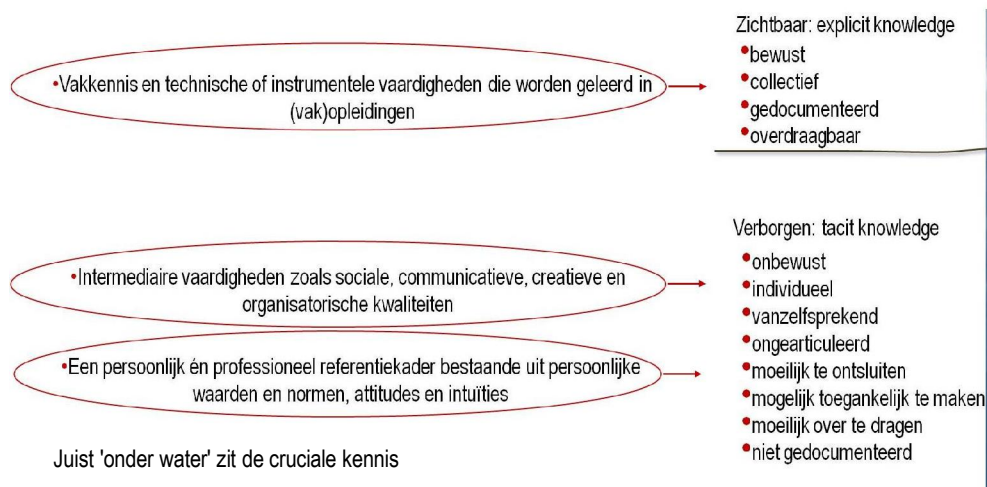 Zichtbaar: explicit knowledge
•bewust
•collectief
•gedocumenteerd
•overdraagbaar
•Vakkennis en technische of instrumentele vaardigheden die worden geleerd in
(vak)opleidingen
Verborgen: tacit knowledge
•onbewust
•individueel
•vanzelfsprekend
•ongearticuleerd
•moeilijk te ontsluiten
•mogelijk toegankelijk te maken
•moeilijk over te dragen
•niet gedocumenteerd
•Intermediaire vaardigheden zoals sociale, communicatieve, creatieve en
organisatorische kwaliteiten
•Een persoonlijk én professioneel referentiekader bestaande uit persoonlijke
waarden en normen, attitudes en intuïties
Juist 'onder water' zit de cruciale kennis